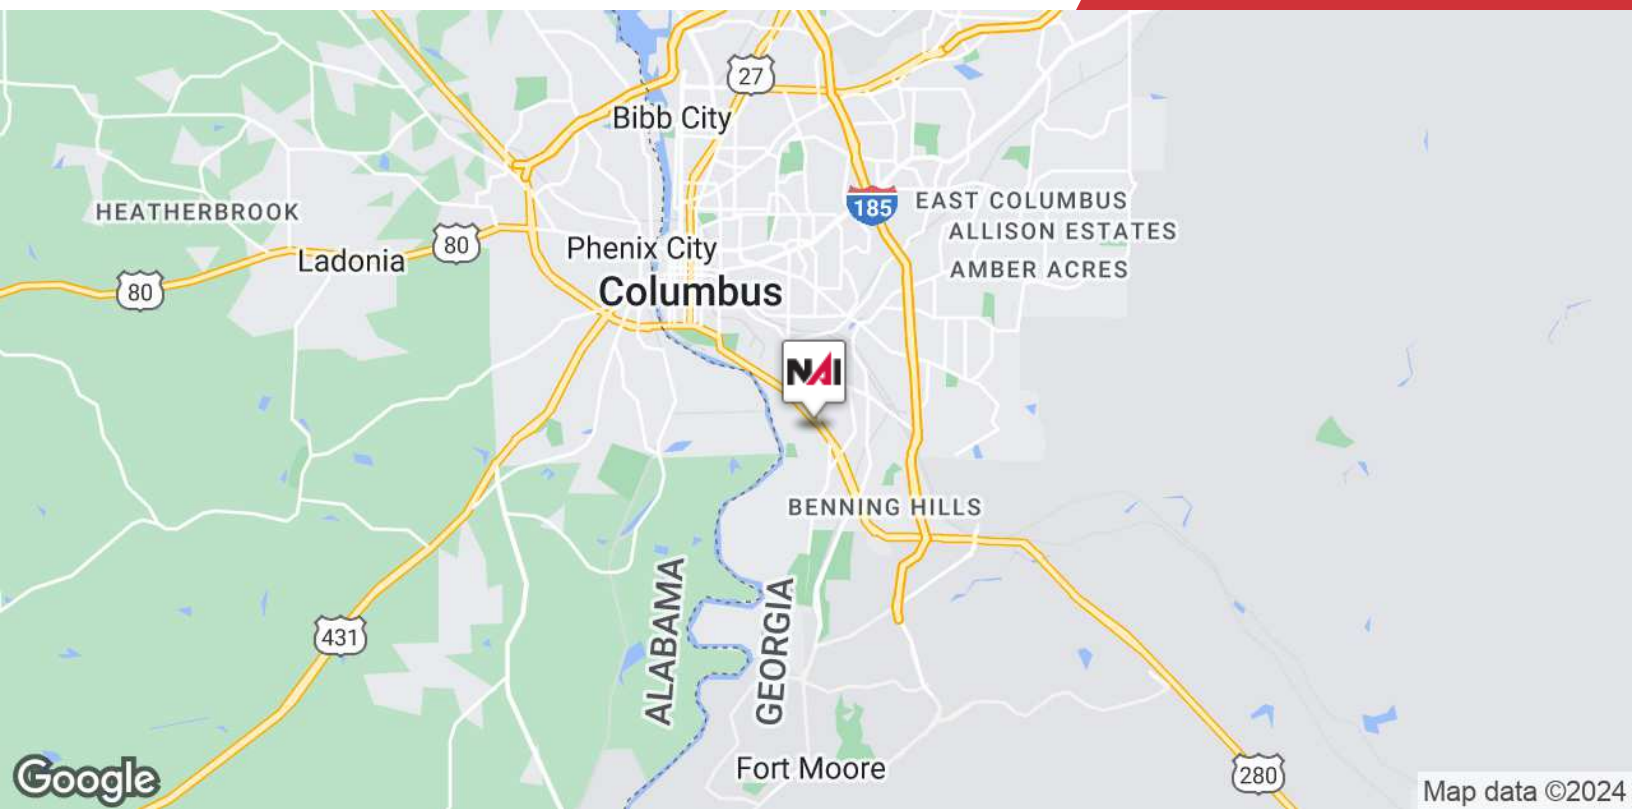 27
Bibb City
HEATHERBROOK
185
EAST COLUMBUS
ALLISON ESTATES
80
Phenix City
Ladonia
AMBER ACRES
80
Columbus
NAI
BENNING HILLS
ALABAMA
GEORGIA
431
Fort Moore
280
Google
Map data ©2024